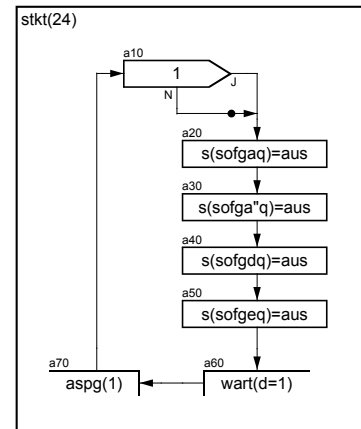 stkt(24)
a10
1
J
N
a20
s(sofgaq)=aus
a30
s(sofga"q)=aus
a40
s(sofgdq)=aus
a50
s(sofgeq)=aus
a70
aspg(1)
a60
wart(d=1)